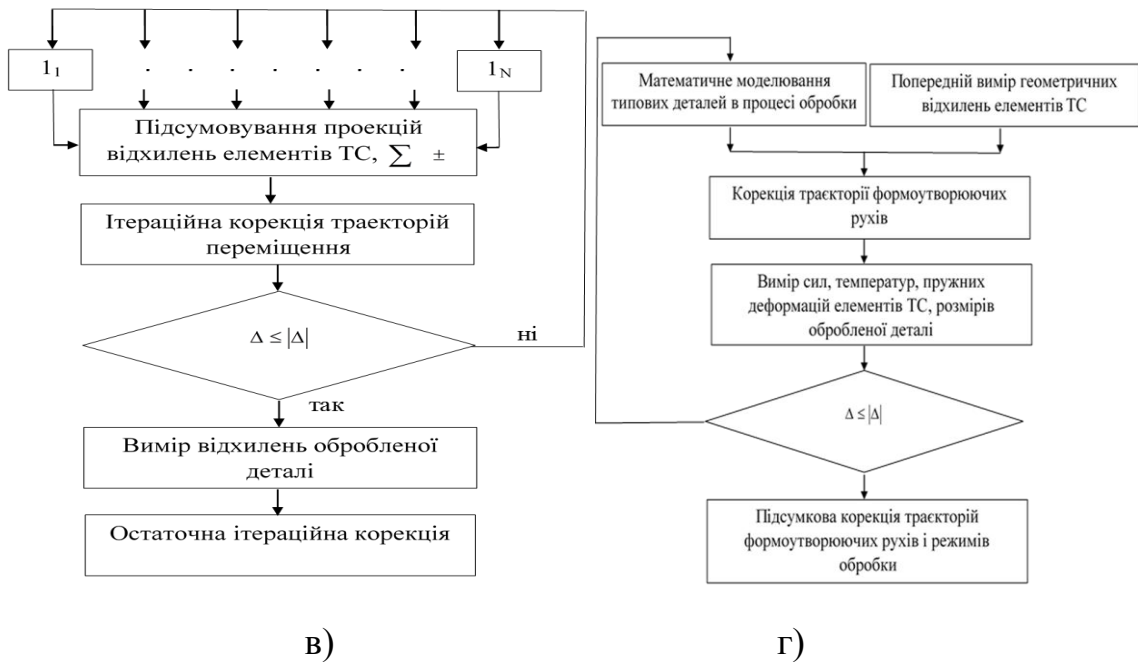 1₁
. . . . . . .
1_N
Підсумовування проекцій
відхилень елементів ТС, ∑ ±
Ітераційна корекція траекторій
переміщення
Δ ≤ |Δ|
ні
так
Вимір відхилень обробленої
деталі
Остаточна ітераційна корекція
в)
Математичне моделювання
типових деталей в процесі обробки
Попередній вимір геометричних
відхилень елементів ТС
Корекція траєкторії формоутворюючих
рухів
Вимір сил, температур, пружних
деформацій елементів ТС, розмірів
обробленої деталі
Δ ≤ |Δ|
Підсумкова корекція траєкторій
формоутворюючих рухів і режимів
обробки
г)